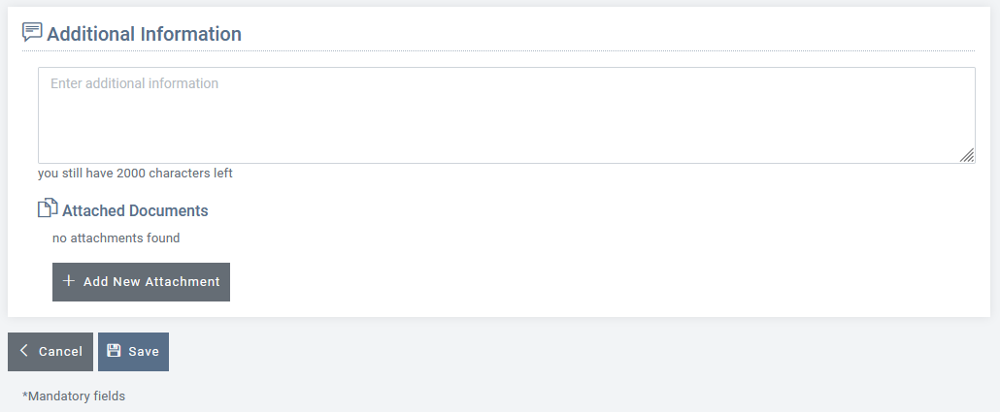 Additional Information
Enter additional information
you still have 2000 characters left
Attached Documents
no attachments found
Add New Attachment
Cancel Save
*Mandatory fields